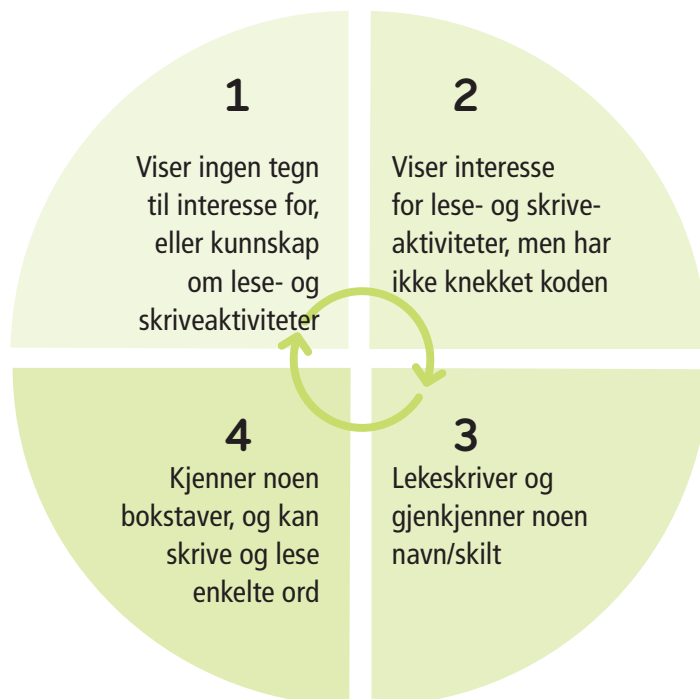 1
Viser ingen tegn
til interesse for,
eller kunnskap
om lese- og
skriveaktiviteter
2
Viser interesse
for lese- og skrive-
aktiviteter, men har
ikke knekket koden
3
Lekeskriver og
gjenkjenner noen
navn/skilt
4
Kjenner noen
bokstaver, og kan
skrive og lese
enkelte ord